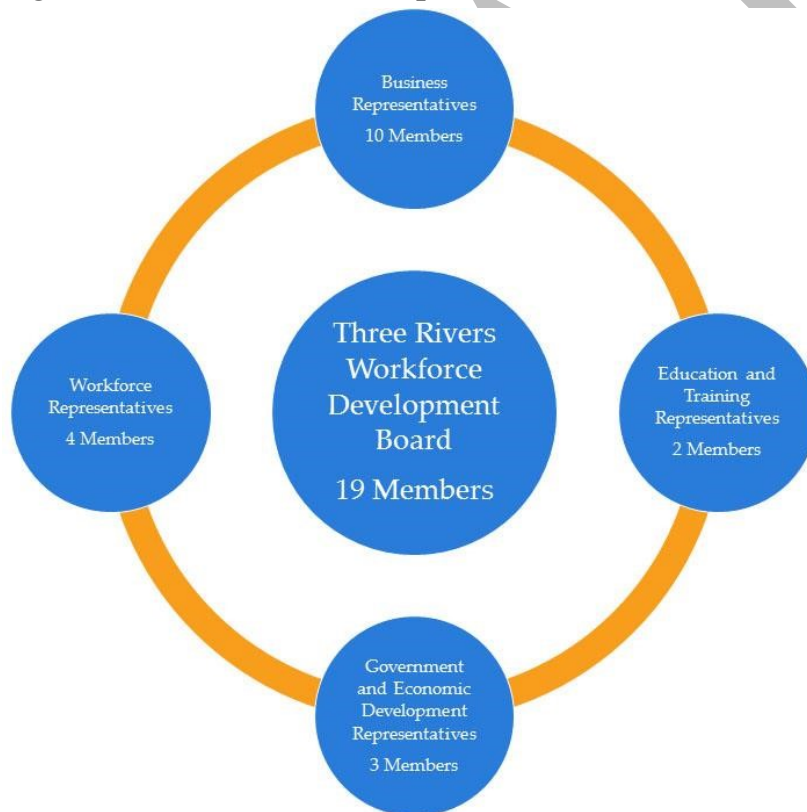 Business
Representatives
10 Members
Three Rivers
Workforce
Development
Board
19 Members
Workforce
Representatives
4 Members
Education and
Training
Representatives
2 Members
Government
and Economic
Development
Representatives
3 Members